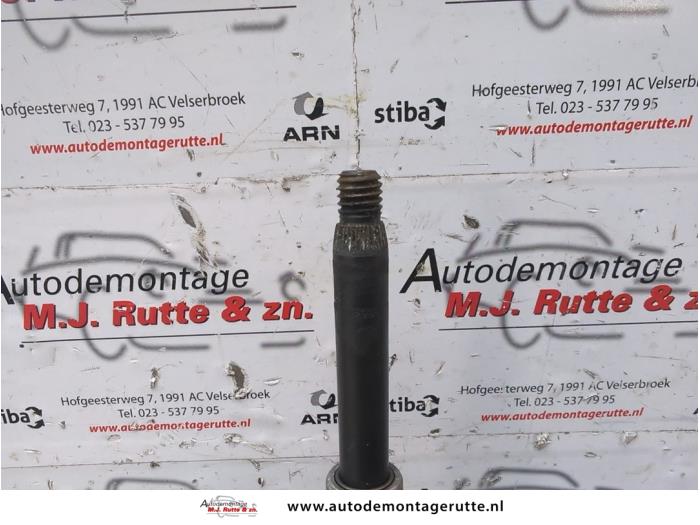 Hofgeesterweg 7, 1991 AC Velserbroek
Tel. 023 - 537 79 95
www.autodemontagerutte.nl
ARN
stiba
Hofgeesterweg 7, 1991 AC Velserbroek
Tel. 023 - 537 79 95
www.autodemontagerutte.nl
Autodemontage
M.J. Rutte & zn.
Autodemontage
M.J. Rutte &
Hofgeesterweg 7, 1991 AC Velserbroek
Tel. 023 - 537 79 95
www.autodemontagerutte.nl
ARN
stiba
Hofgeesterweg 7, 1991 AC Velserbroek
Tel. 023 - 537 79 95
www.autodemontagerutte.nl
Autodemontage
M.J. Rutte & zn.
www.autodemontagerutte.nl